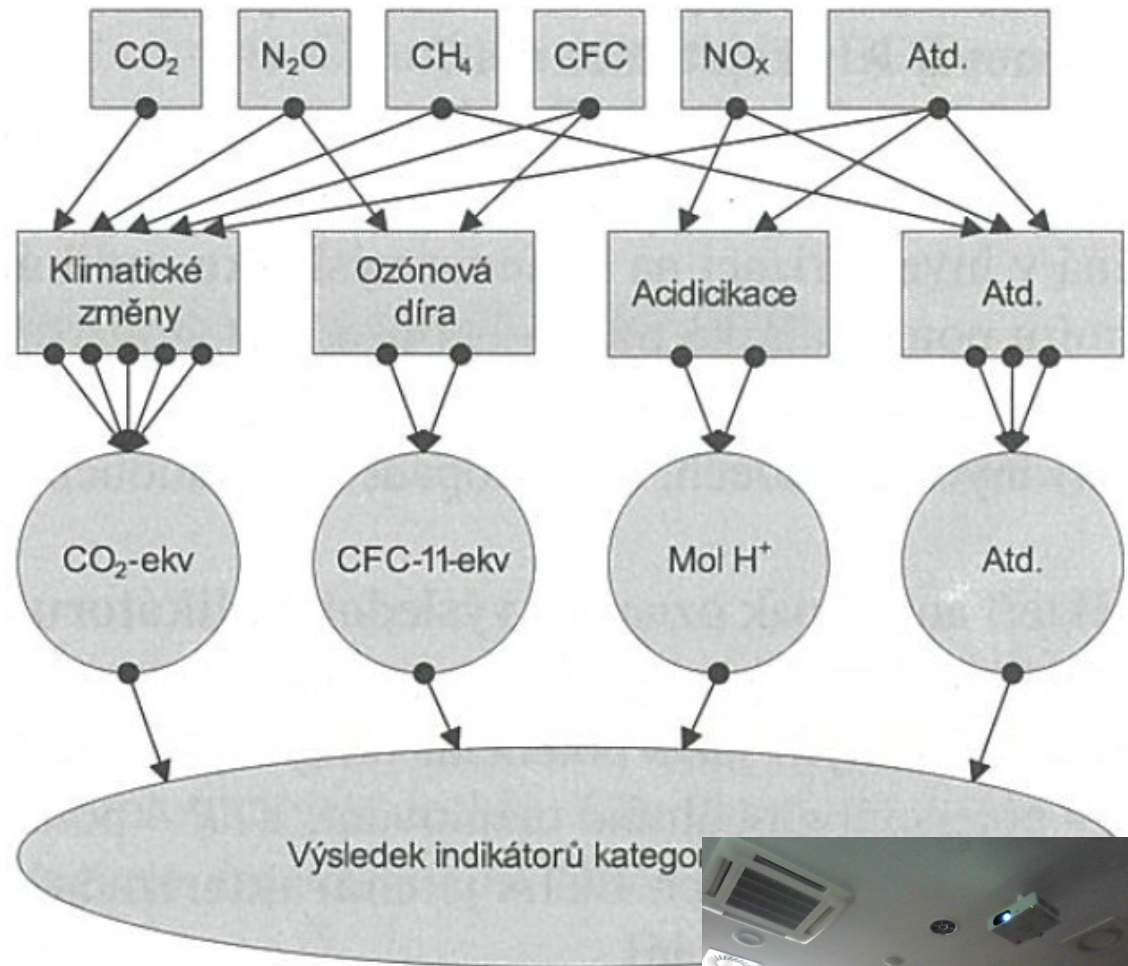 CO₂
N₂O
CH₄
CFC
NOₓ
Atd.
Klimatické
změny
Ozónová
díra
Acidicikace
Atd.
CO₂-ekv
CFC-11-ekv
Mol H⁺
Atd.
Výsledek indikátorů